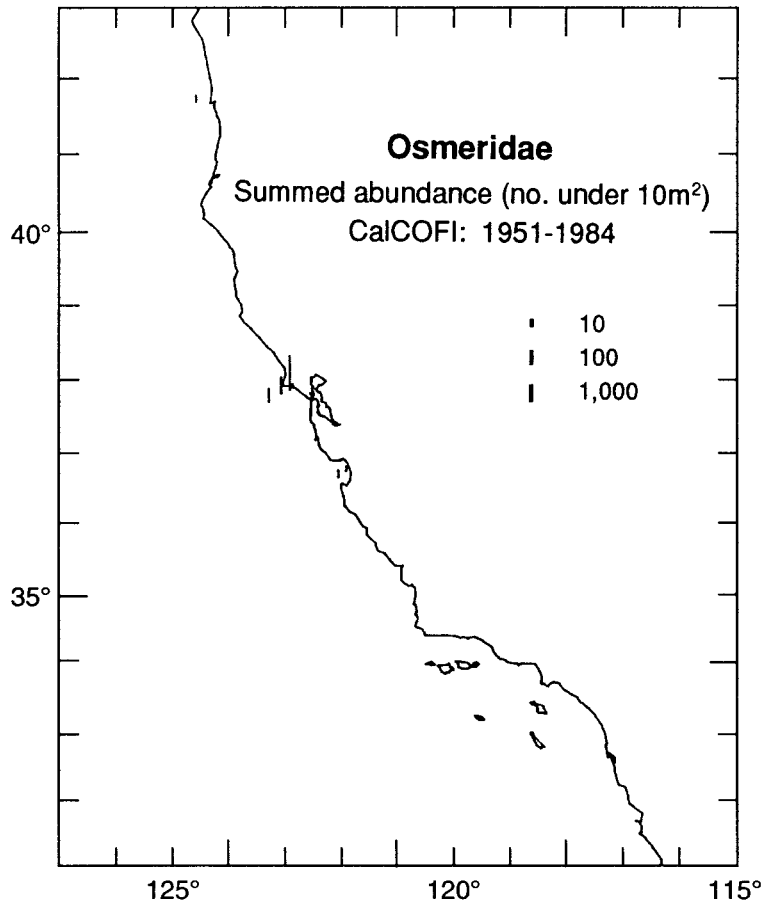 Osmeridae
Summed abundance (no. under 10m²)
CalCOFI: 1951-1984
40°
10
100
1,000
35°
125°
120°
115°